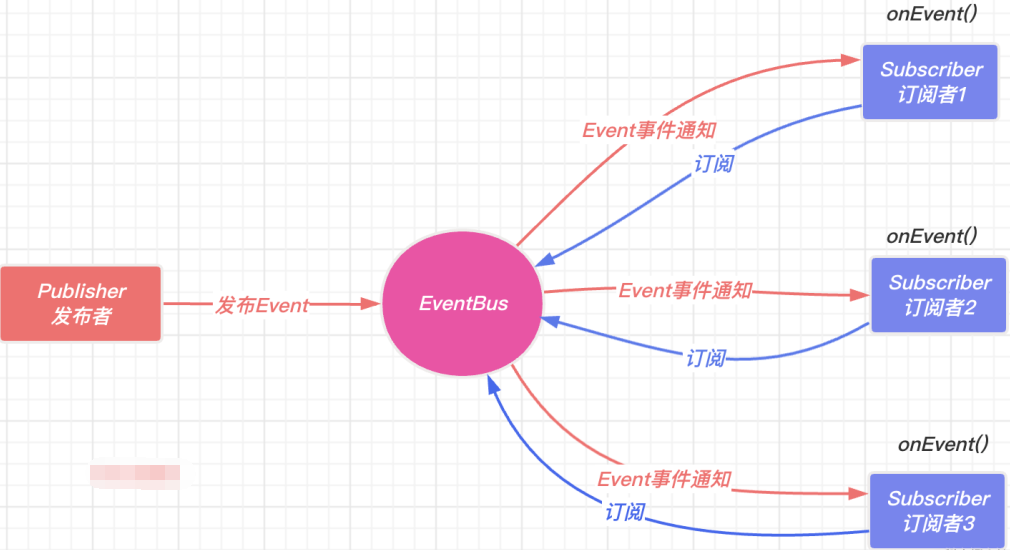 onEvent()
Subscriber
订阅者1
Event事件通知
订阅
onEvent()
Publisher
发布者
发布Event
EventBus
Event事件通知
Subscriber
订阅者2
订阅
onEvent()
Event事件通知
订阅
Subscriber
订阅者3